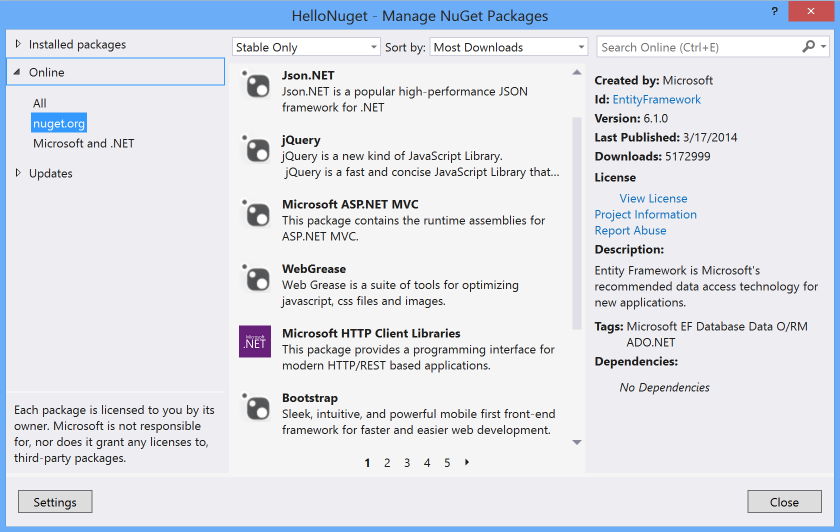 HelloNuget - Manage NuGet Packages
?
Installed packages
Online
All
nuget.org
Microsoft and .NET
Updates
Each package is licensed to you by its
owner. Microsoft is not responsible
for, nor does it grant any licenses to,
third-party packages.
Settings
Stable Only
Sort by:
Most Downloads
Json.NET
Json.NET is a popular high-performance JSON
framework for .NET
jQuery
jQuery is a new kind of JavaScript Library.
jQuery is a fast and concise JavaScript Library that...
Microsoft ASP.NET MVC
This package contains the runtime assemblies for
ASP.NET MVC.
WebGrease
Web Grease is a suite of tools for optimizing
javascript, css files and images.
Microsoft
.NET
Microsoft HTTP Client Libraries
This package provides a programming interface for
modern HTTP/REST based applications.
Bootstrap
Sleek, intuitive, and powerful mobile first front-end
framework for faster and easier web development.
1 2 3 4 5
Search Online (Ctrl+E)
Created by: Microsoft
Id: EntityFramework
Version: 6.1.0
Last Published: 3/17/2014
Downloads: 5172999
License
View License
Project Information
Report Abuse
Description:
Entity Framework is Microsoft's
recommended data access technology for
new applications.
Tags: Microsoft EF Database Data O/RM
ADO.NET
Dependencies:
No Dependencies
Close